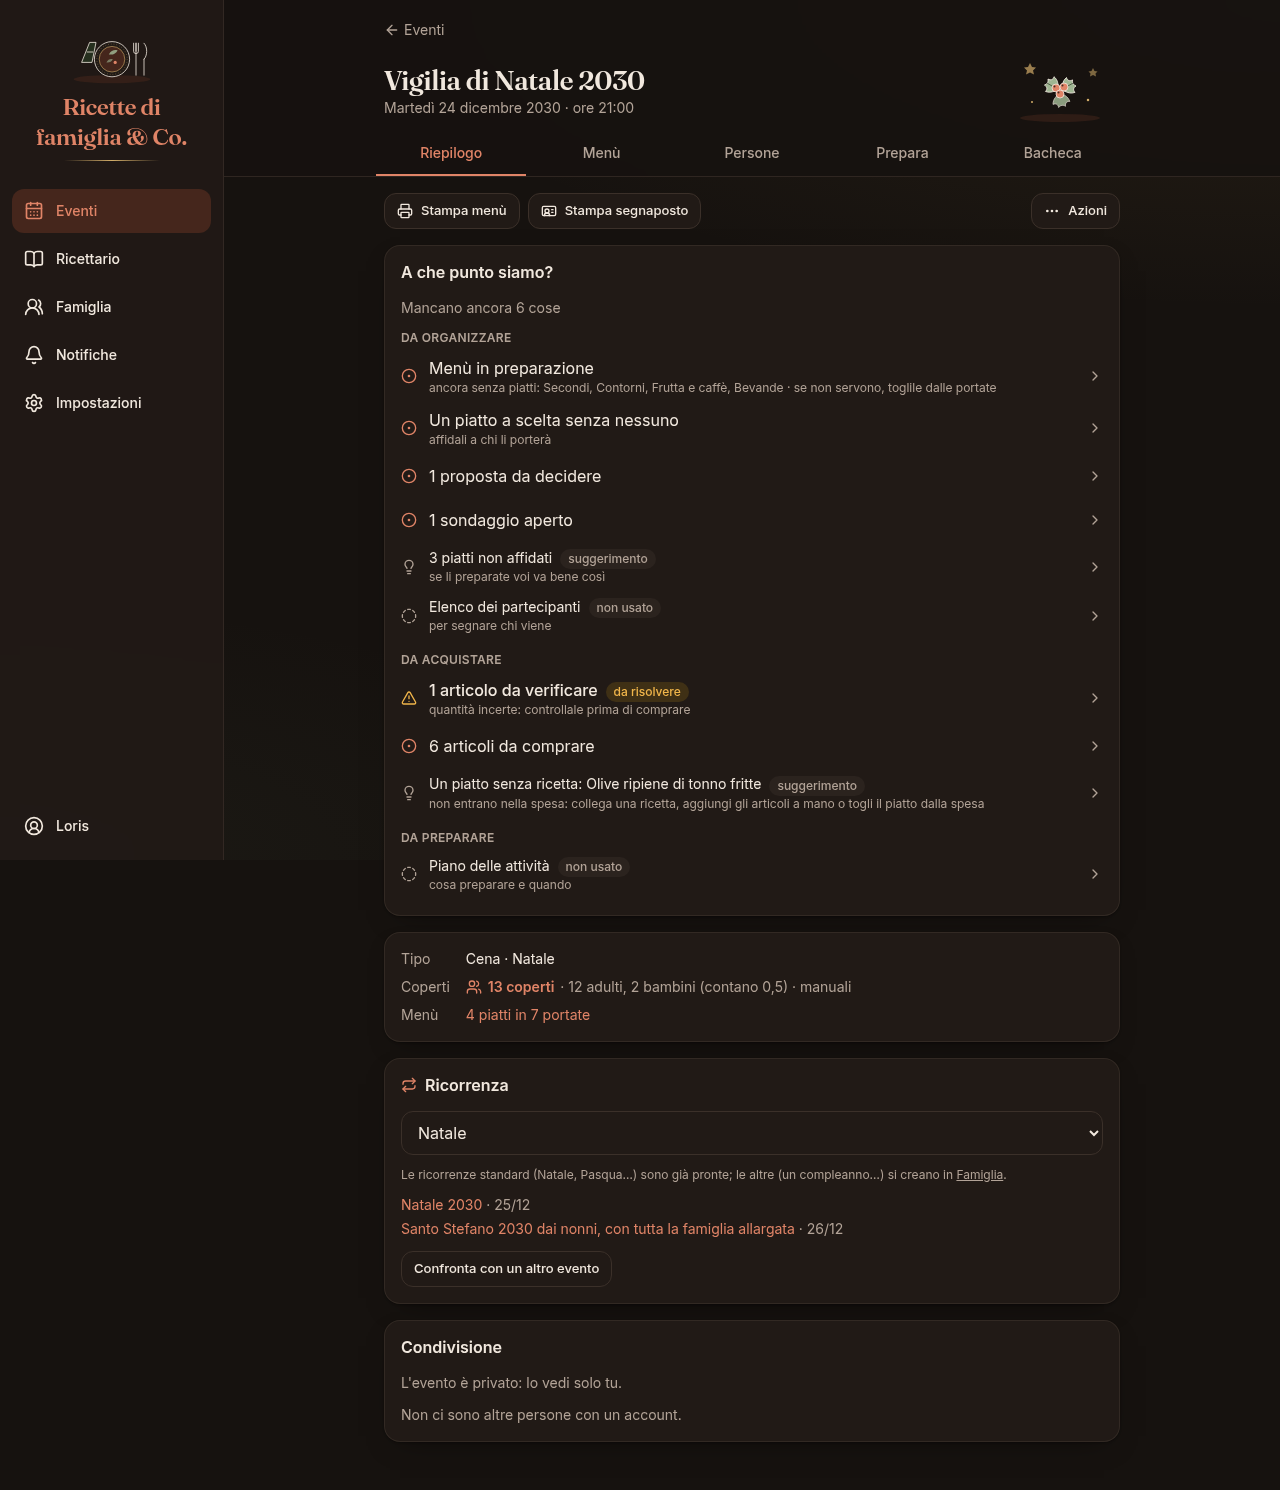 Ricette di
famiglia & Co.
Eventi
Ricettario
Famiglia
Notifiche
Impostazioni
Loris
Eventi
Vigilia di Natale 2030
Martedì 24 dicembre 2030 · ore 21:00
Riepilogo
Menù
Persone
Prepara
Bacheca
Stampa menù
Stampa segnaposto
Azioni
A che punto siamo?
Mancano ancora 6 cose
DA ORGANIZZARE
Menù in preparazione
ancora senza piatti: Secondi, Contorni, Frutta e caffè, Bevande · se non servono, toglile dalle portate
Un piatto a scelta senza nessuno
affidali a chi li porterà
1 proposta da decidere
1 sondaggio aperto
3 piatti non affidati suggerimento
se li preparate voi va bene così
Elenco dei partecipanti non usato
per segnare chi viene
DA ACQUISTARE
1 articolo da verificare da risolvere
quantità incerte: controllale prima di comprare
6 articoli da comprare
Un piatto senza ricetta: Olive ripiene di tonno fritte suggerimento
non entrano nella spesa: collega una ricetta, aggiungi gli articoli a mano o togli il piatto dalla spesa
DA PREPARARE
Piano delle attività non usato
cosa preparare e quando
Tipo Cena · Natale
Coperti 13 coperti · 12 adulti, 2 bambini (contano 0,5) · manuali
Menù 4 piatti in 7 portate
Ricorrenza
Natale
Le ricorrenze standard (Natale, Pasqua…) sono già pronte; le altre (un compleanno…) si creano in Famiglia.
Natale 2030 · 25/12
Santo Stefano 2030 dai nonni, con tutta la famiglia allargata · 26/12
Confronta con un altro evento
Condivisione
L'evento è privato: lo vedi solo tu.
Non ci sono altre persone con un account.